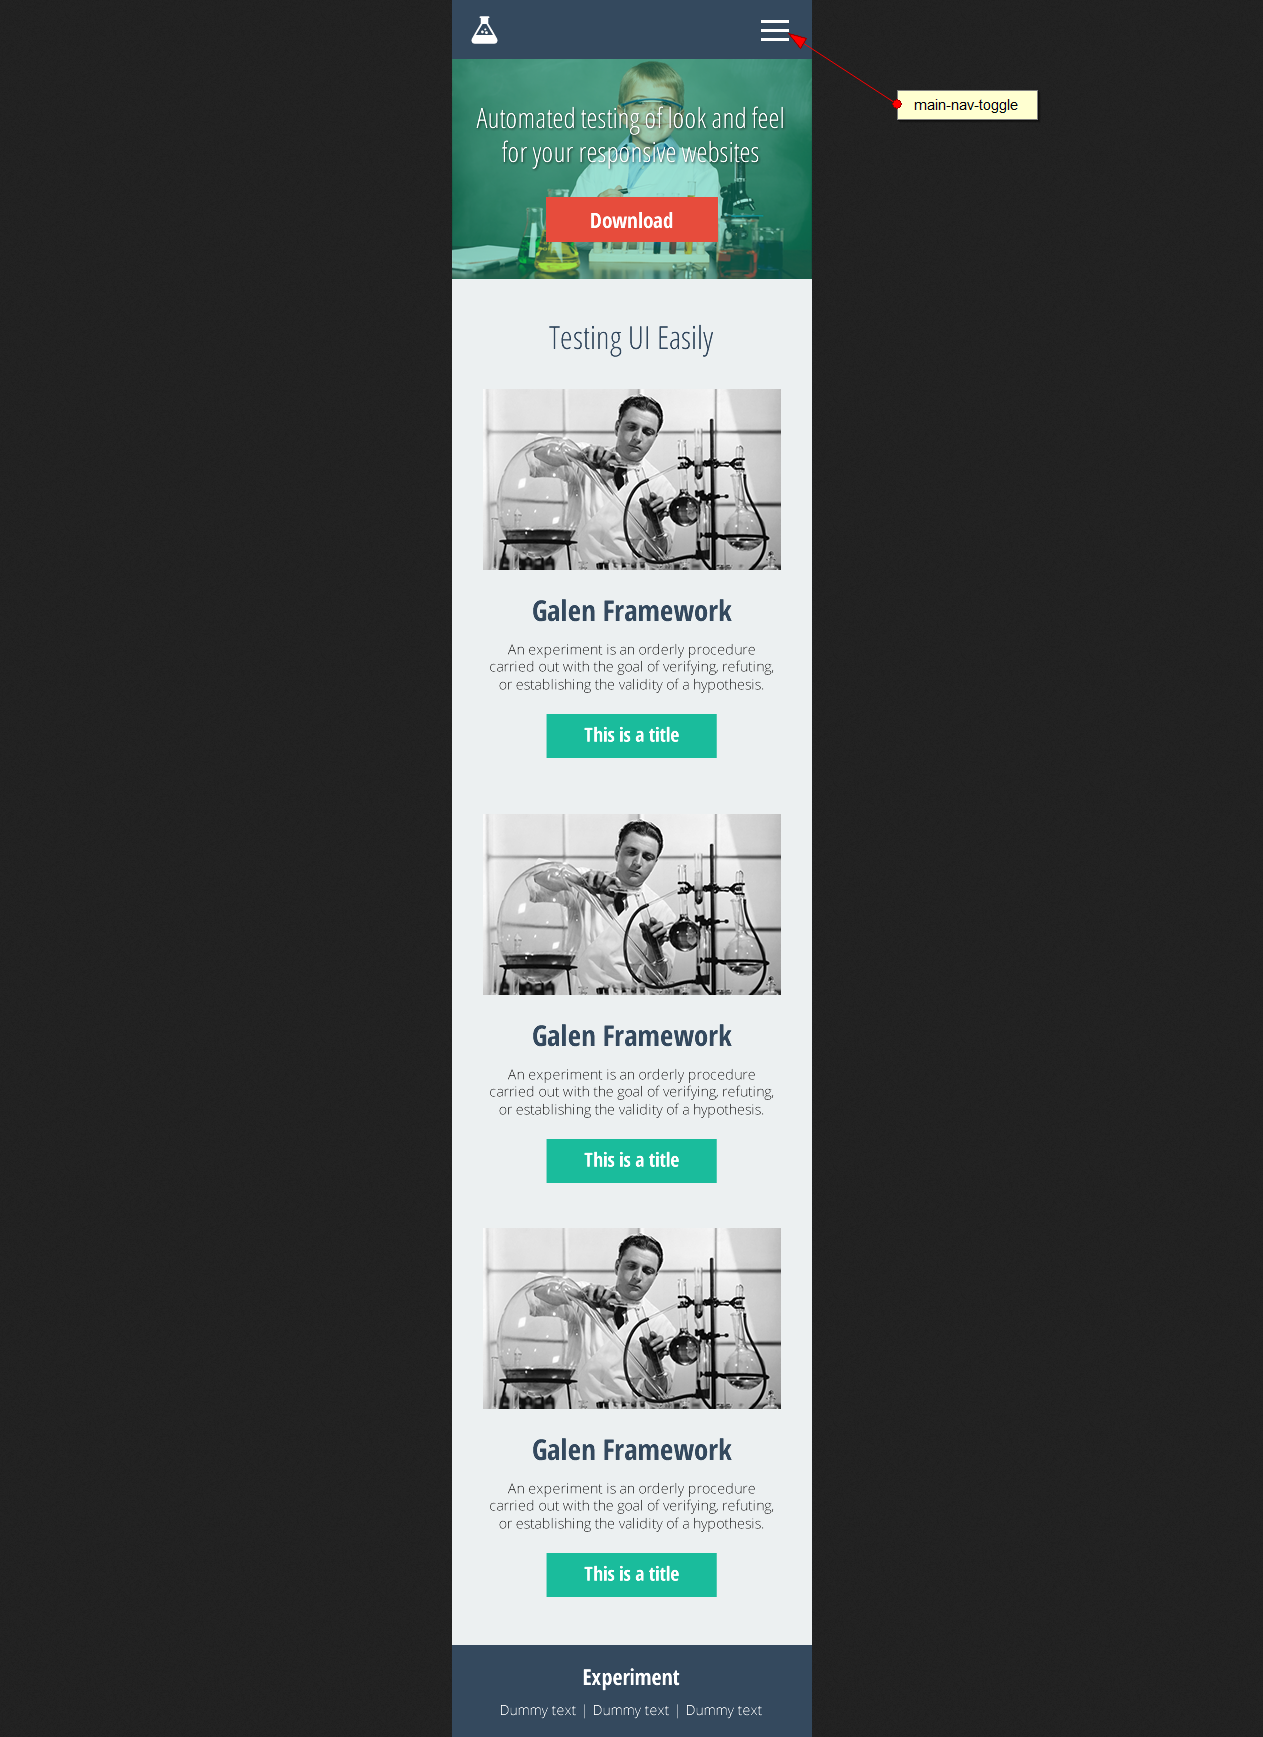 main-nav-toggle
Automated testing of look and feel
for your responsive websites
Download
Testing UI Easily
Galen Framework
An experiment is an orderly procedure
carried out with the goal of verifying, refuting,
or establishing the validity of a hypothesis.
This is a title
Galen Framework
An experiment is an orderly procedure
carried out with the goal of verifying, refuting,
or establishing the validity of a hypothesis.
This is a title
Galen Framework
An experiment is an orderly procedure
carried out with the goal of verifying, refuting,
or establishing the validity of a hypothesis.
This is a title
Experiment
Dummy text | Dummy text | Dummy text